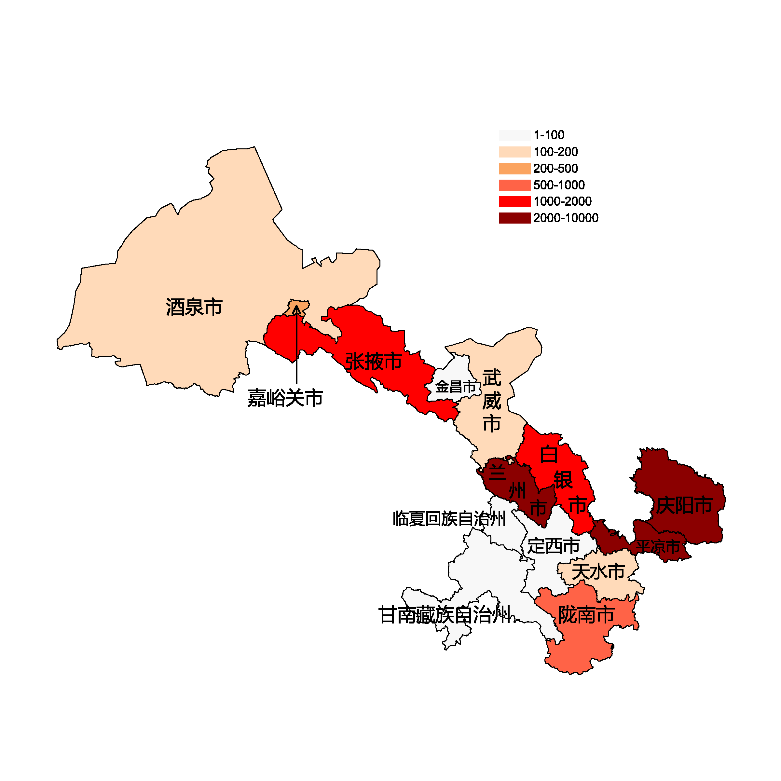 1-100
100-200
200-500
500-1000
1000-2000
2000-10000
酒泉市
嘉峪关市
张掖市
金昌市
武威市
白银市
兰州市
临夏回族自治州
定西市
庆阳市
平凉市
天水市
甘南藏族自治州
陇南市